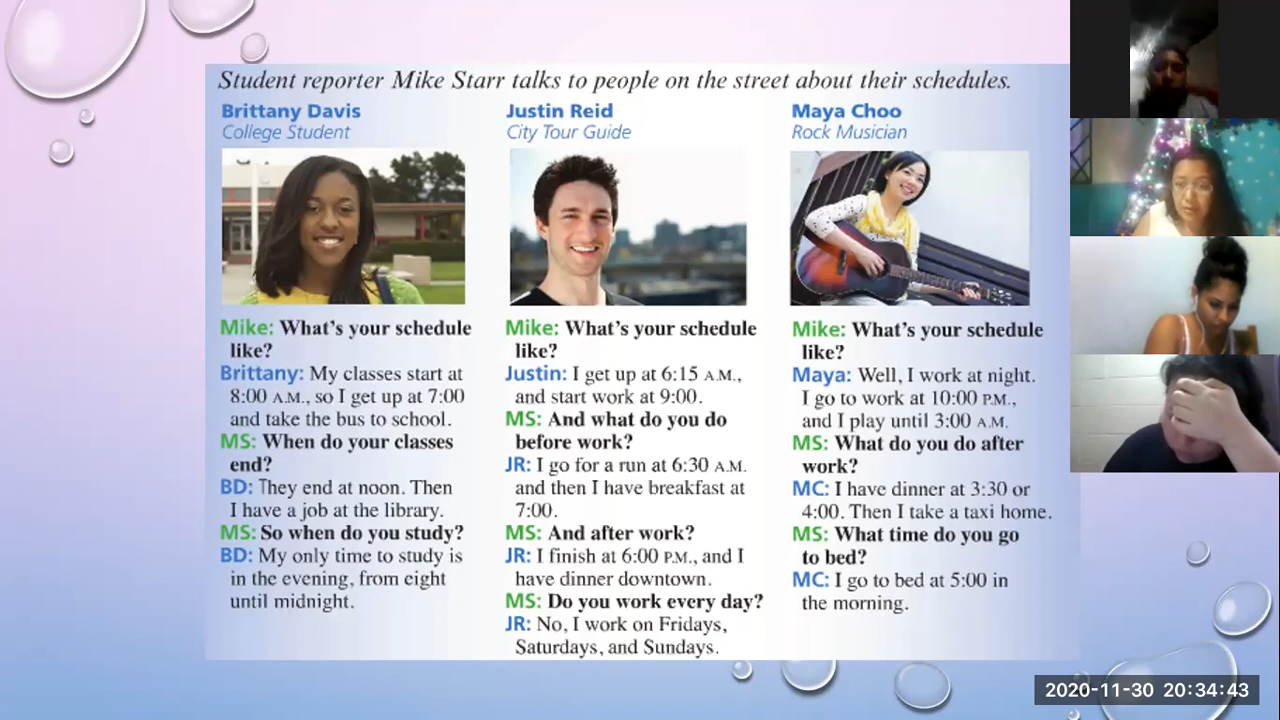 Student reporter Mike Starr talks to people on the street about their schedules.
Brittany Davis
College Student
Mike: What's your schedule
like?
Brittany: My classes start at
8:00 A.M., so I get up at 7:00
and take the bus to school.
MS: When do your classes
end?
BD: They end at noon. Then
I have a job at the library.
MS: So when do you study?
BD: My only time to study is
in the evening, from eight
until midnight.
Justin Reid
City Tour Guide
Mike: What's your schedule
like?
Justin: I get up at 6:15 A.M.,
and start work at 9:00.
MS: And what do you do
before work?
JR: I go for a run at 6:30 A.M.
and then I have breakfast at
7:00.
MS: And after work?
JR: I finish at 6:00 P.M., and I
have dinner downtown.
MS: Do you work every day?
JR: No, I work on Fridays,
Saturdays, and Sundays.
Maya Choo
Rock Musician
Mike: What's your schedule
like?
Maya: Well, I work at night.
I go to work at 10:00 P.M.,
and I play until 3:00 A.M.
MS: What do you do after
work?
MC: I have dinner at 3:30 or
4:00. Then I take a taxi home.
MS: What time do you go
to bed?
MC: I go to bed at 5:00 in
the morning.
2020-11-30 20:34:43